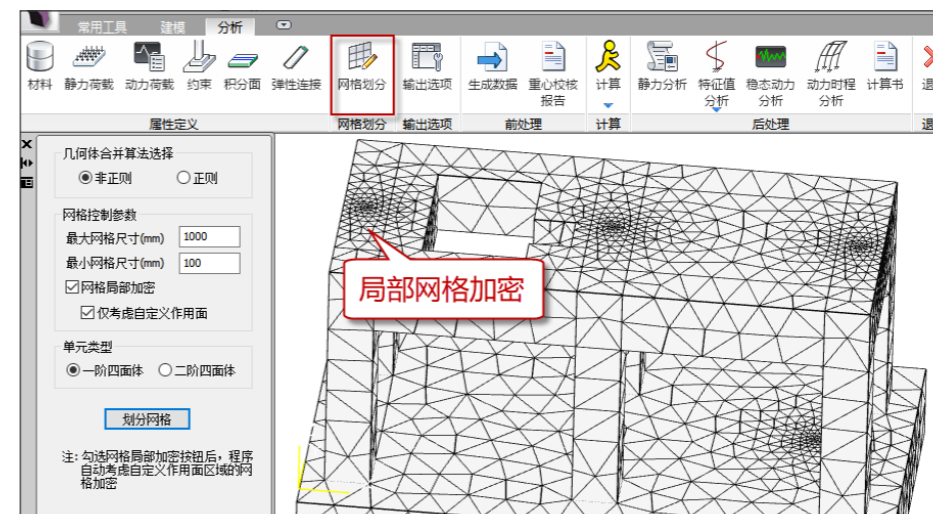 常用工具 建模 分析
材料 静力荷载 动力荷载 约束 积分面 弹性连接 网格划分 输出选项 生成数据 重心校核报告 计算 静力分析 特征值分析 稳态动力分析 动力时程分析 计算书 退
属性定义 网格划分 输出选项 前处理 计算 后处理 退
几何体合并算法选择
非正则 正则
网格控制参数
最大网格尺寸(mm) 1000
最小网格尺寸(mm) 100
网格局部加密
仅考虑自定义作用面
单元类型
一阶四面体 二阶四面体
划分网格
注: 勾选网格局部加密按钮后，程序
自动考虑自定义作用面区域的网
格加密
局部网格加密